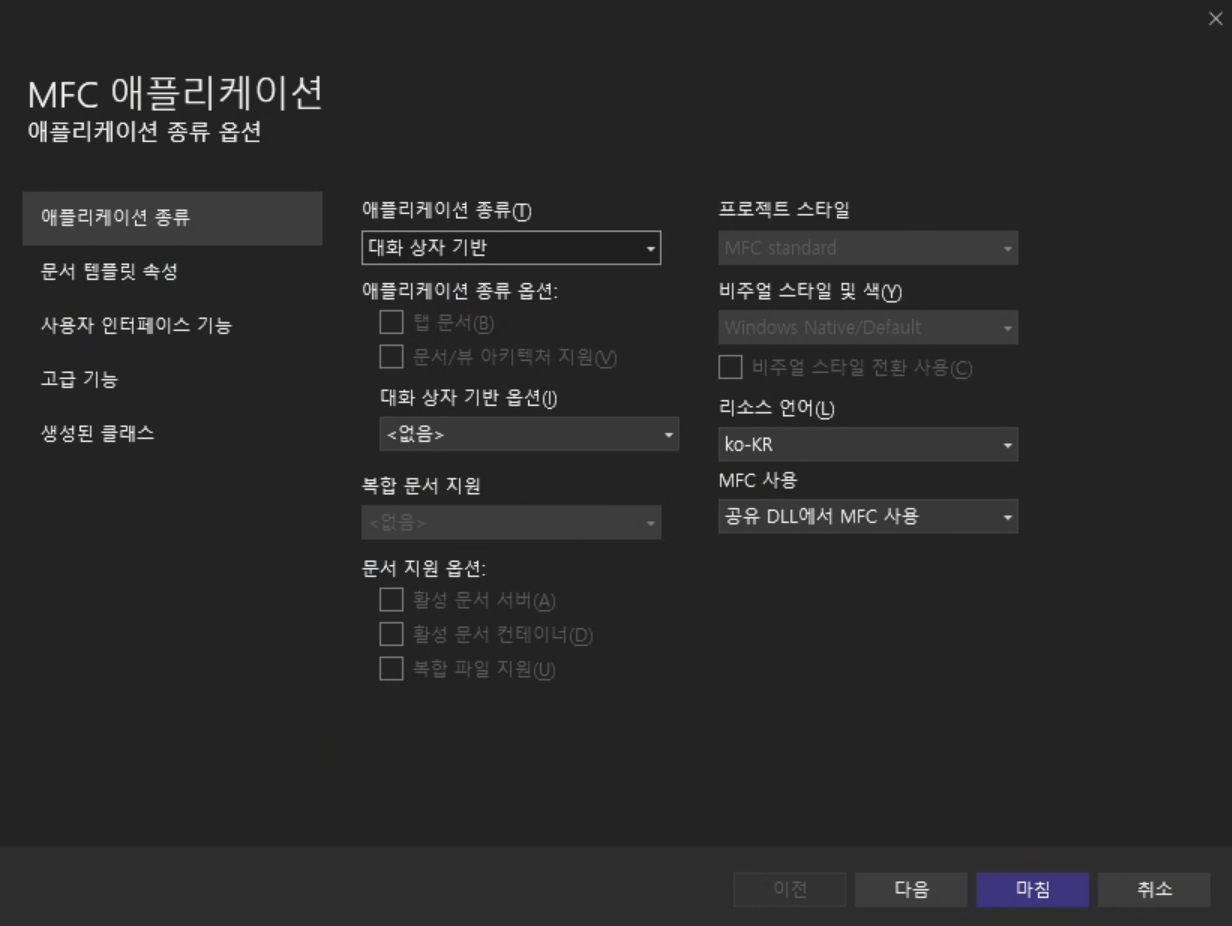 MFC 애플리케이션
애플리케이션 종류 옵션
애플리케이션 종류
문서 템플릿 속성
사용자 인터페이스 기능
고급 기능
생성된 클래스
애플리케이션 종류(T)
대화 상자 기반
애플리케이션 종류 옵션:
탭 문서(B)
문서/뷰 아키텍처 지원(V)
대화 상자 기반 옵션(I)
<없음>
복합 문서 지원
<없음>
문서 지원 옵션:
활성 문서 서버(A)
활성 문서 컨테이너(D)
복합 파일 지원(U)
프로젝트 스타일
MFC standard
비주얼 스타일 및 색(Y)
Windows Native/Default
비주얼 스타일 전환 사용(C)
리소스 언어(L)
ko-KR
MFC 사용
공유 DLL에서 MFC 사용
이전
다음
마침
취소